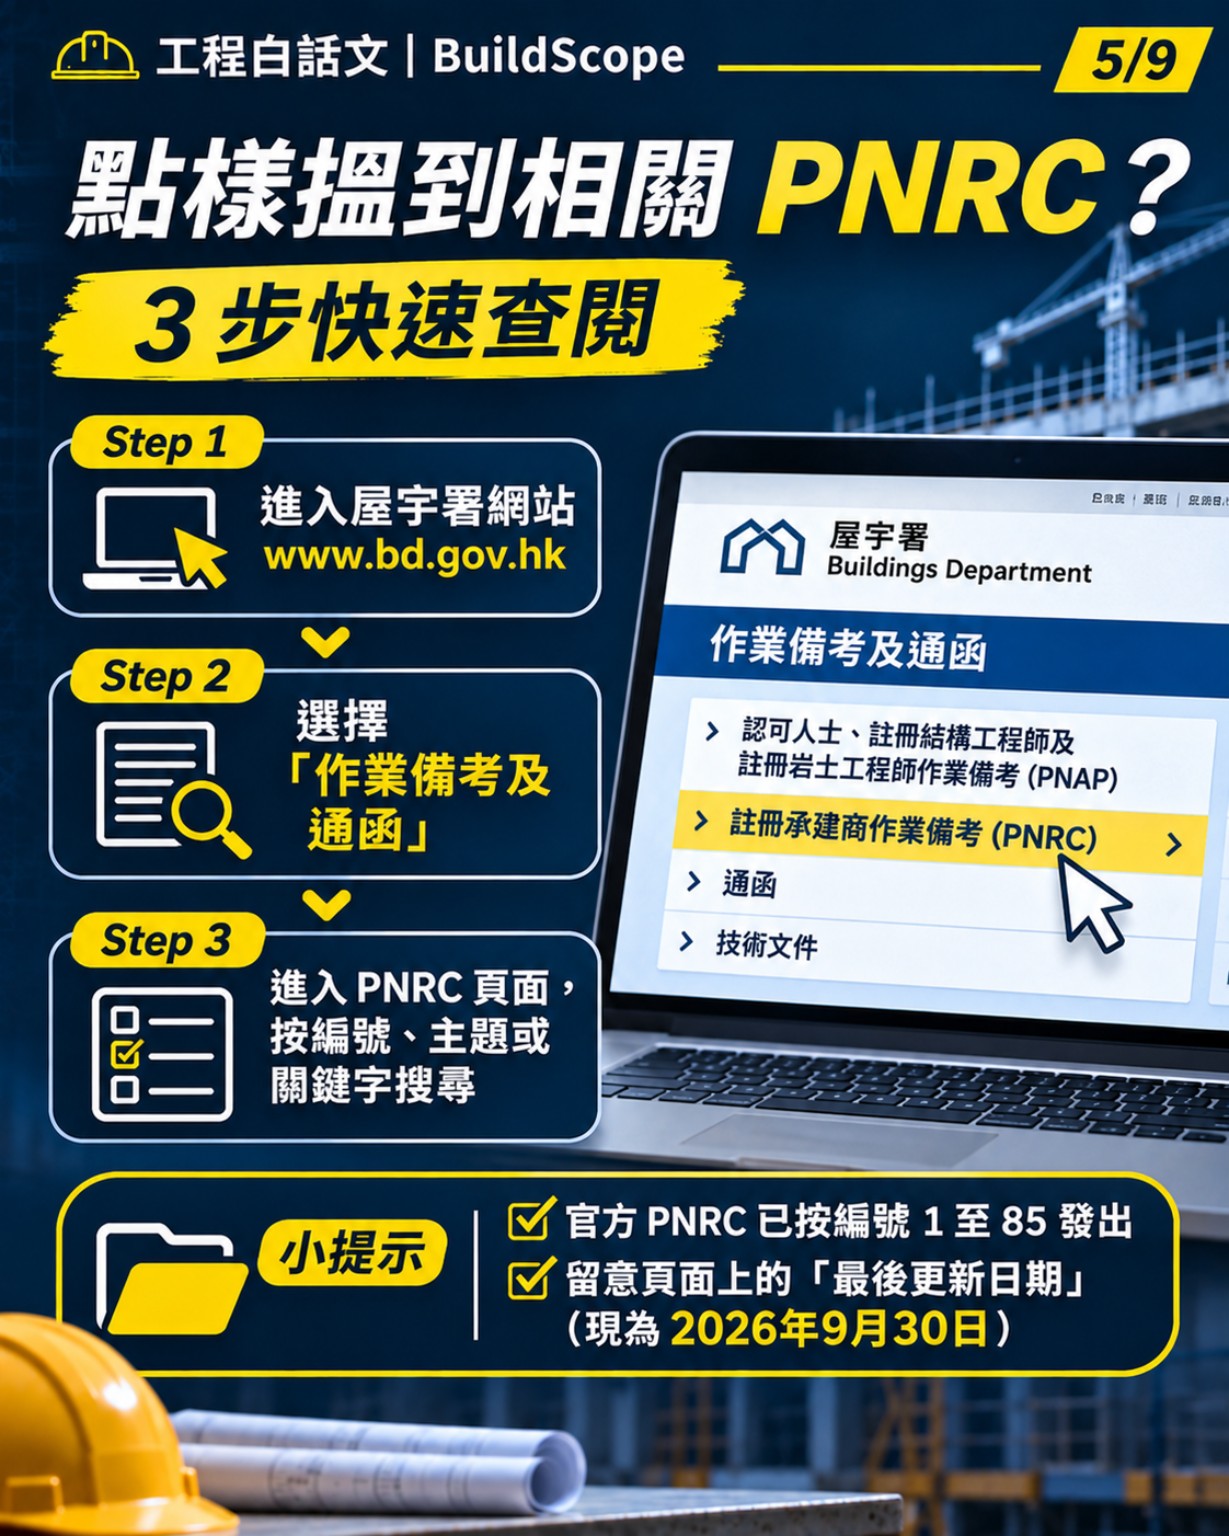 工程白話文 | BuildScope
5/9
點樣搵到相關 PNRC?
3 步快速查閱
Step 1
進入屋宇署網站
www.bd.gov.hk
Step 2
選擇
「作業備考及
通函」
Step 3
進入 PNRC 頁面，
按編號、主題或
關鍵字搜尋
屋宇署
Buildings Department
作業備考及通函
認可人士、註冊結構工程師及
註冊岩土工程師作業備考 (PNAP)
註冊承建商作業備考 (PNRC)
通函
技術文件
小提示
官方 PNRC 已按編號 1 至 85 發出
留意頁面上的「最後更新日期」
（現為 2026年9月30日）